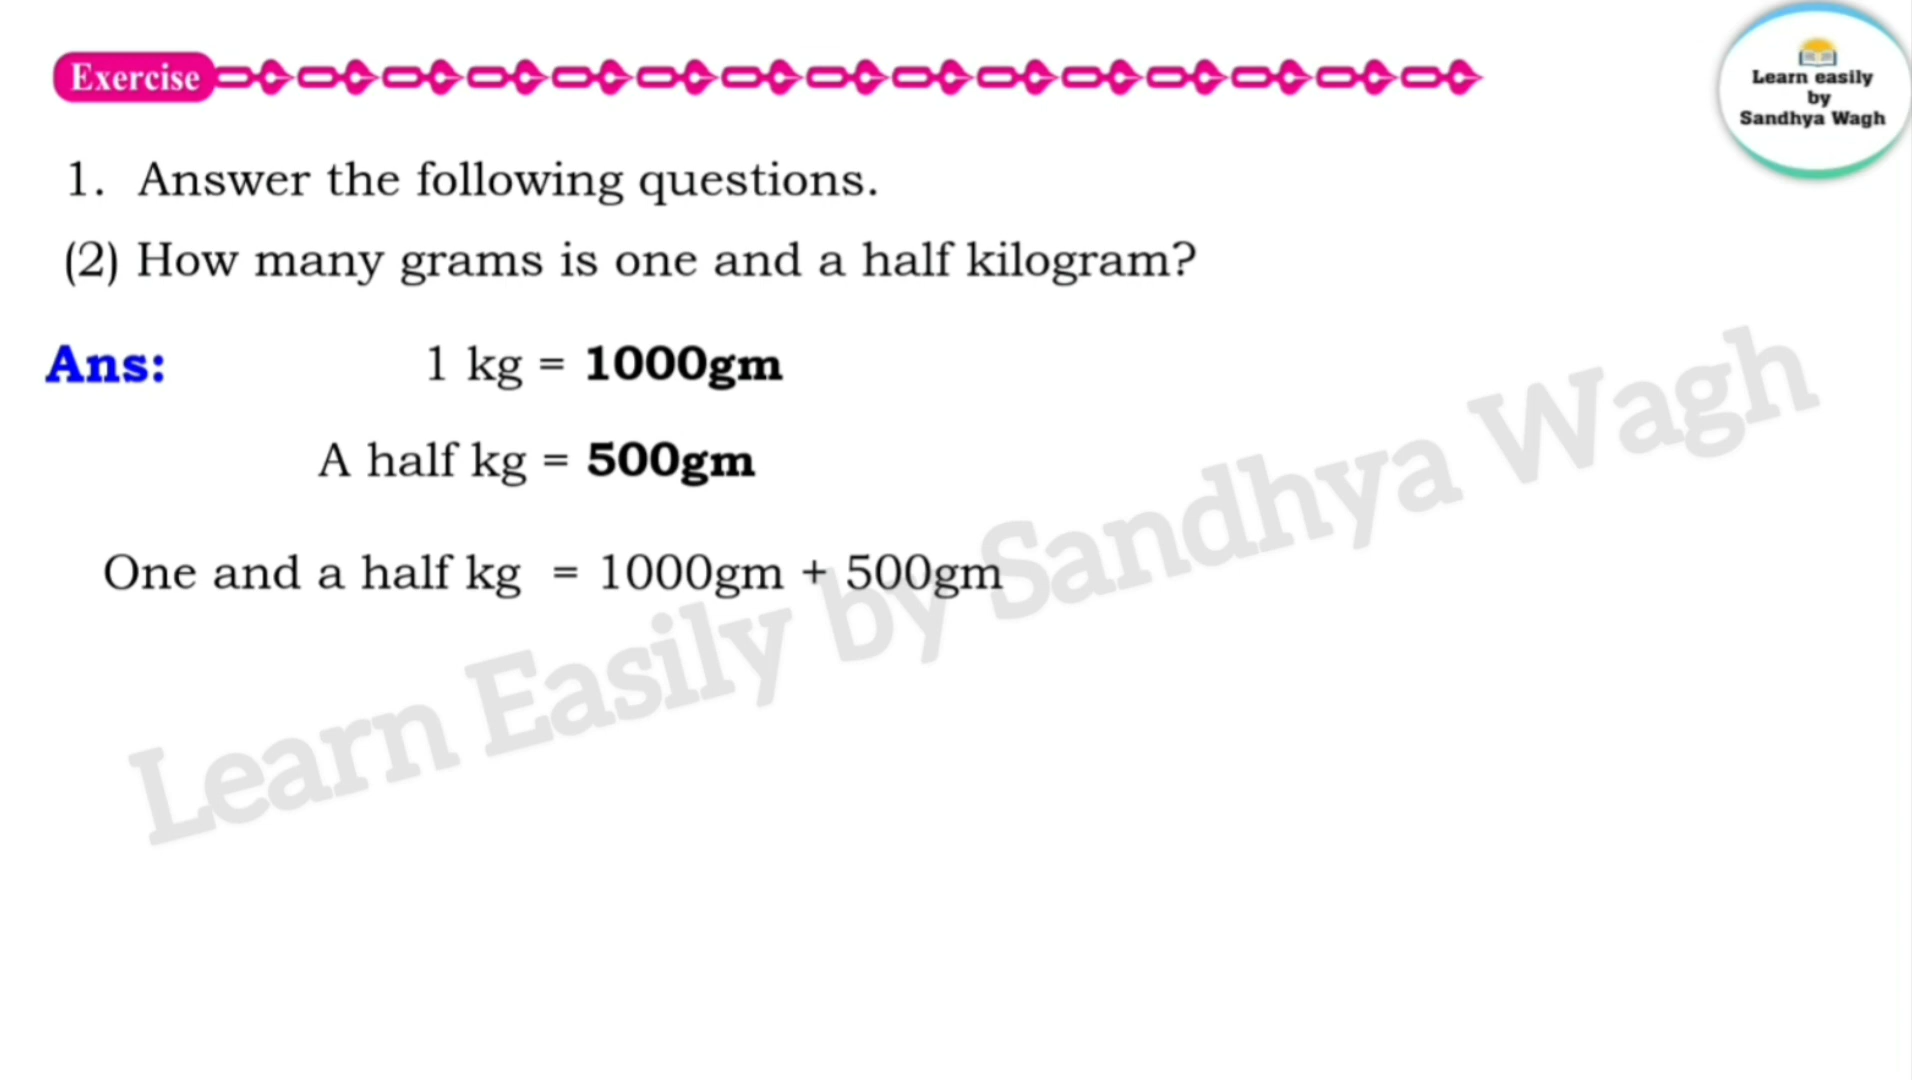 Exercise
Learn easily
by
Sandhya Wagh
1. Answer the following questions.
(2) How many grams is one and a half kilogram?
Ans: 1 kg = 1000gm
A half kg = 500gm
One and a half kg = 1000gm + 500gm
Learn Easily by Sandhya Wagh